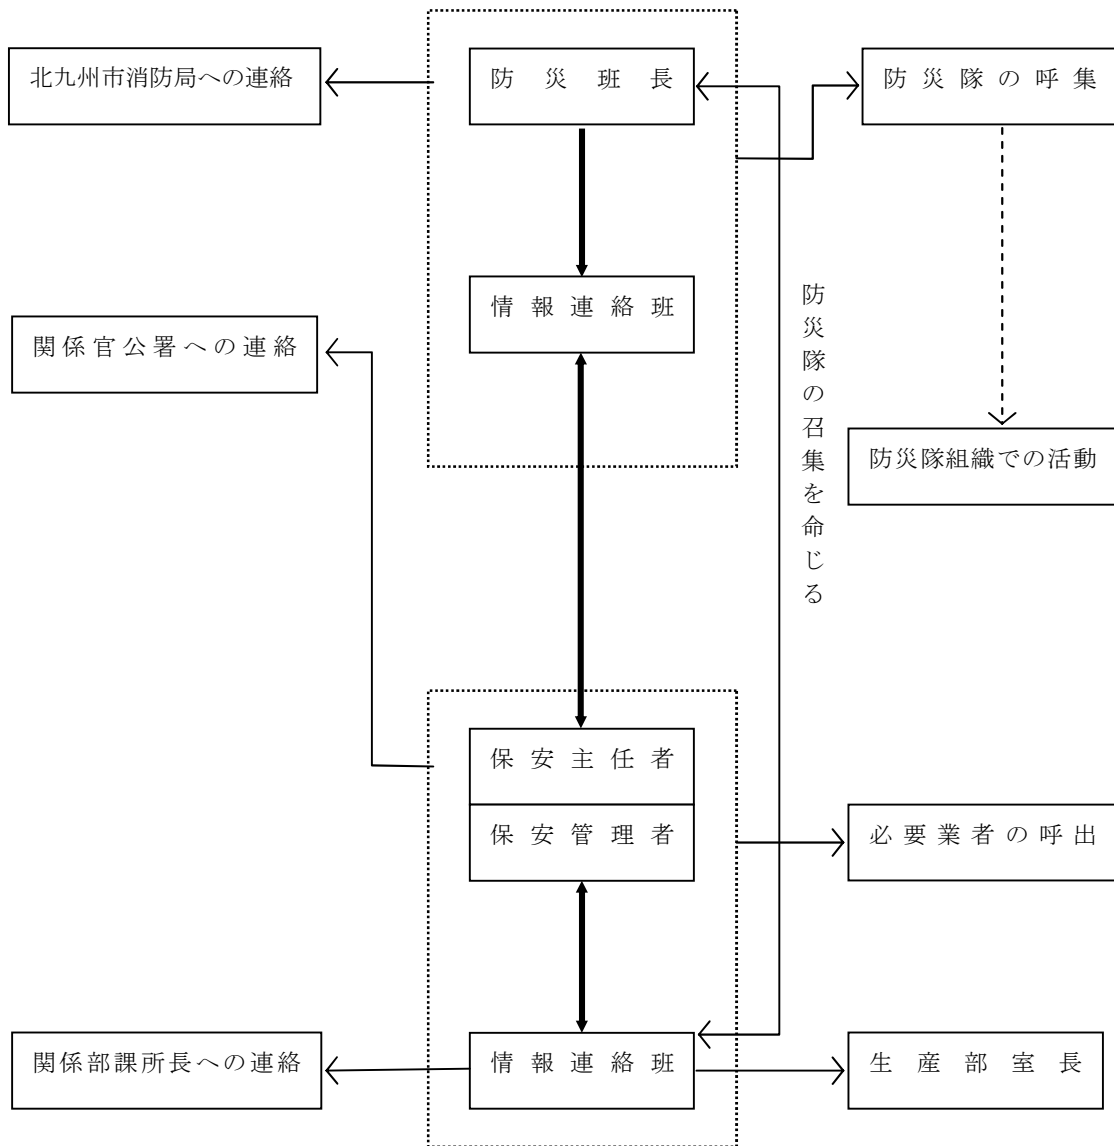 北九州市消防局への連絡
防災班長
防災隊の呼集
情報連絡班
関係官公署への連絡
防災隊の召集を命じる
防災隊組織での活動
保安主任者
保安管理者
必要業者の呼出
関係部課所長への連絡
情報連絡班
生産部室長